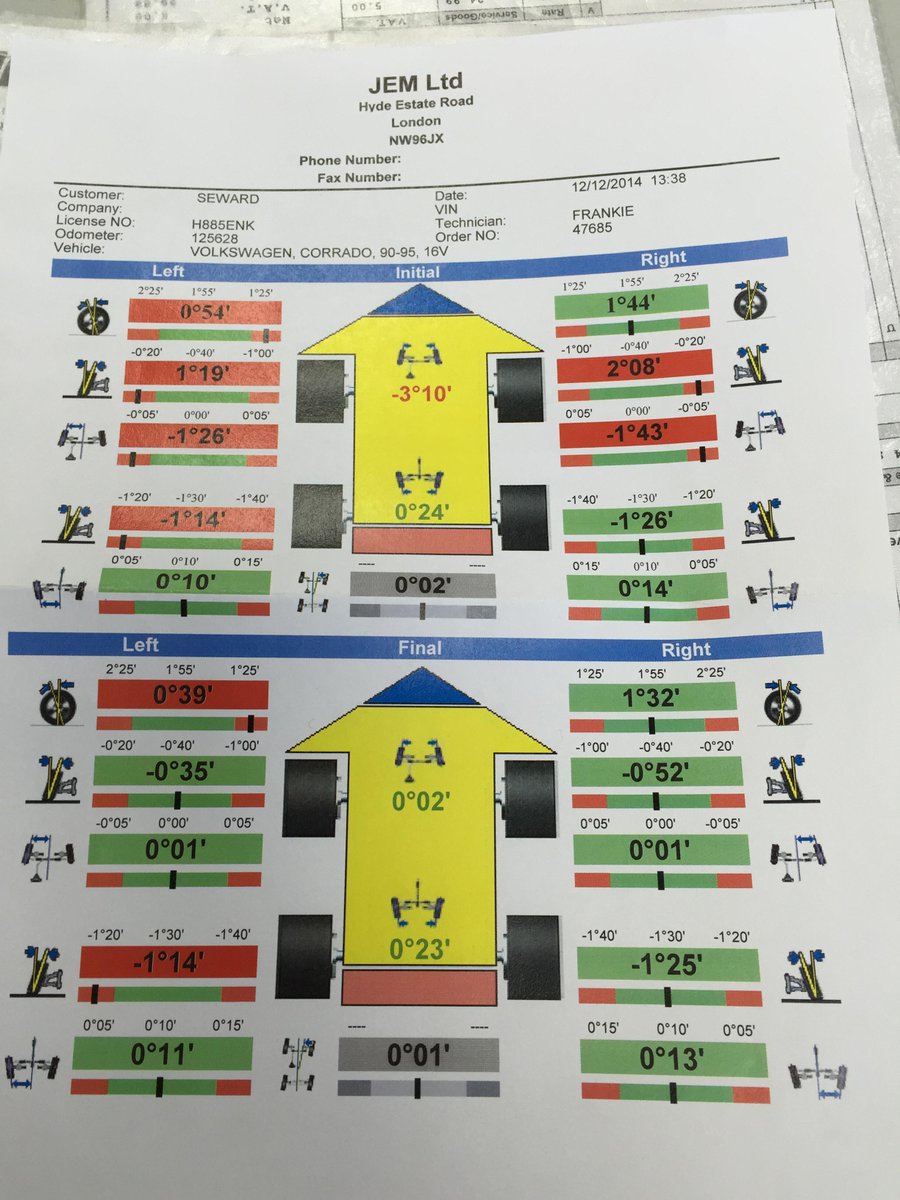 V Rate Service/Goods VAT
5.00
V.A.T.
JEM Ltd
Hyde Estate Road
London
NW96JX
Phone Number:
Fax Number:
Customer: SEWARD Date: 12/12/2014 13:38
Company: VIN
License NO: H885ENK Technician: FRANKIE
Odometer: 125628 Order NO: 47685
Vehicle: VOLKSWAGEN, CORRADO, 90-95, 16V
Left Initial Right
2°25' 1°55' 1°25' 1°25' 1°55' 2°25'
0°54' 1°44'
-0°20' -0°40' -1°00' -1°00' -0°40' -0°20'
1°19' -3°10' 2°08'
-0°05' 0°00' 0°05' 0°05' 0°00' -0°05'
-1°26' -1°43'
-1°20' -1°30' -1°40' -1°40' -1°30' -1°20'
-1°14' 0°24' -1°26'
0°05' 0°10' 0°15' ---- ---- 0°15' 0°10' 0°05'
0°10' 0°02' 0°14'
Left Final Right
2°25' 1°55' 1°25' 1°25' 1°55' 2°25'
0°39' 1°32'
-0°20' -0°40' -1°00' -1°00' -0°40' -0°20'
-0°35' 0°02' -0°52'
-0°05' 0°00' 0°05' 0°05' 0°00' -0°05'
0°01' 0°01'
-1°20' -1°30' -1°40' -1°40' -1°30' -1°20'
-1°14' 0°23' -1°25'
0°05' 0°10' 0°15' ---- ---- 0°15' 0°10' 0°05'
0°11' 0°01' 0°13'